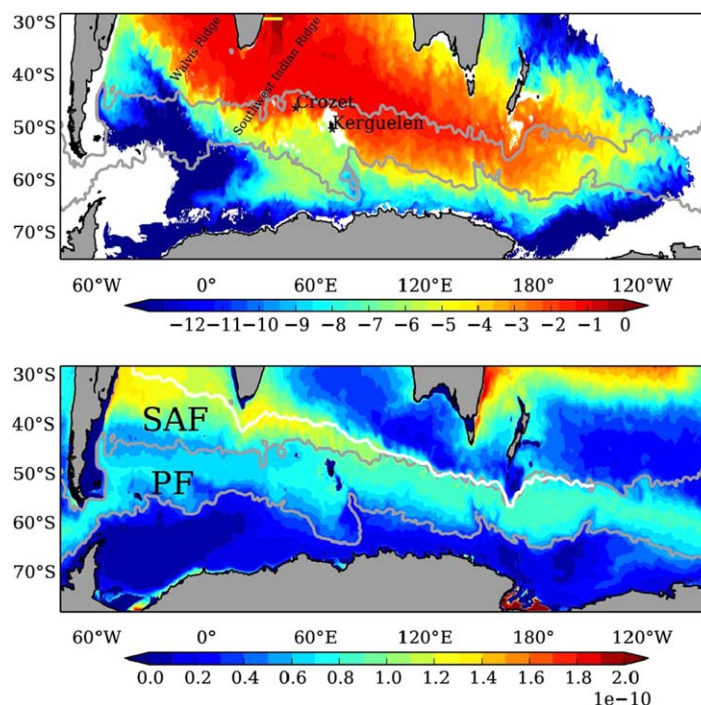 30°S
40°S
50°S
60°S
70°S
Walvis Ridge
Southwest Indian Ridge
Crozet
Kerguelen
60°W 0° 60°E 120°E 180° 120°W
−12 −11 −10 −9 −8 −7 −6 −5 −4 −3 −2 −1 0
30°S
40°S
50°S
60°S
70°S
SAF
PF
60°W 0° 60°E 120°E 180° 120°W
0.0 0.2 0.4 0.6 0.8 1.0 1.2 1.4 1.6 1.8 2.0
1e−10